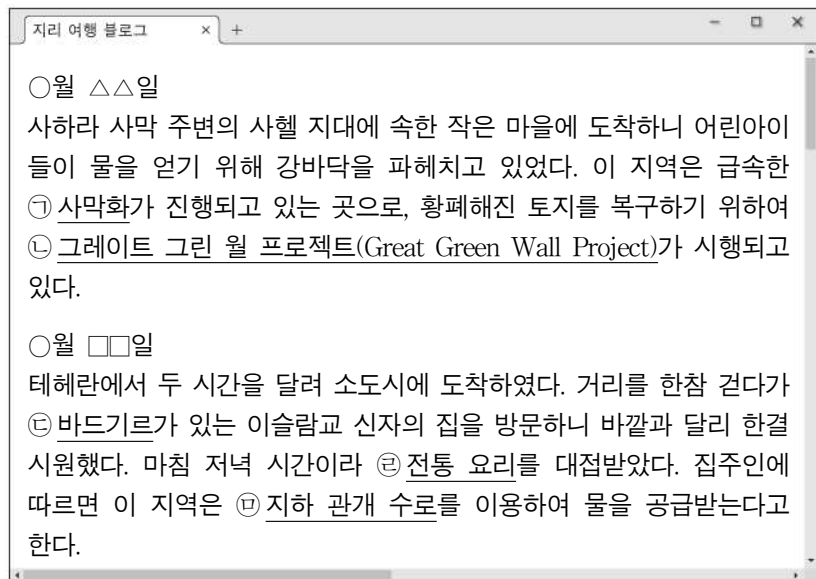 지리 여행 블로그 × +
○월 △△일
사하라 사막 주변의 사헬 지대에 속한 작은 마을에 도착하니 어린아이
들이 물을 얻기 위해 강바닥을 파헤치고 있었다. 이 지역은 급속한
㉠ 사막화가 진행되고 있는 곳으로, 황폐해진 토지를 복구하기 위하여
㉡ 그레이트 그린 월 프로젝트(Great Green Wall Project)가 시행되고
있다.
○월 □□일
테헤란에서 두 시간을 달려 소도시에 도착하였다. 거리를 한참 걷다가
㉢ 바드기르가 있는 이슬람교 신자의 집을 방문하니 바깥과 달리 한결
시원했다. 마침 저녁 시간이라 ㉣ 전통 요리를 대접받았다. 집주인에
따르면 이 지역은 ㉤ 지하 관개 수로를 이용하여 물을 공급받는다고
한다.